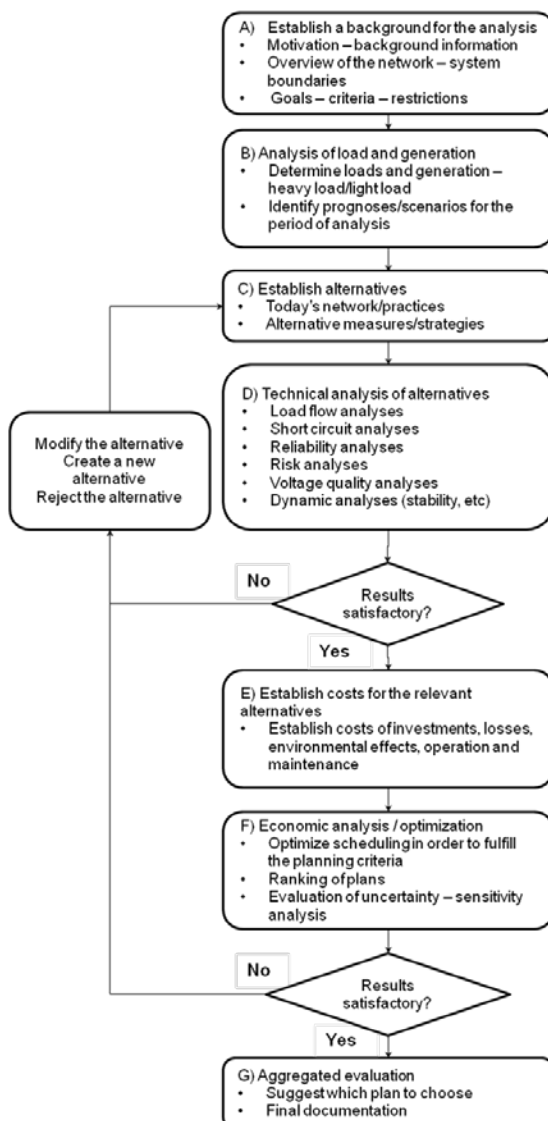 A) Establish a background for the analysis
• Motivation – background information
• Overview of the network – system
boundaries
• Goals – criteria – restrictions
B) Analysis of load and generation
• Determine loads and generation –
heavy load/light load
• Identify prognoses/scenarios for the
period of analysis
C) Establish alternatives
• Today's network/practices
• Alternative measures/strategies
D) Technical analysis of alternatives
• Load flow analyses
• Short circuit analyses
• Reliability analyses
• Risk analyses
• Voltage quality analyses
• Dynamic analyses (stability, etc)
Modify the alternative
Create a new
alternative
Reject the alternative
No
Results
satisfactory?
Yes
E) Establish costs for the relevant
alternatives
• Establish costs of investments, losses,
environmental effects, operation and
maintenance
F) Economic analysis / optimization
• Optimize scheduling in order to fulfill
the planning criteria
• Ranking of plans
• Evaluation of uncertainty – sensitivity
analysis
No
Results
satisfactory?
Yes
G) Aggregated evaluation
• Suggest which plan to choose
• Final documentation